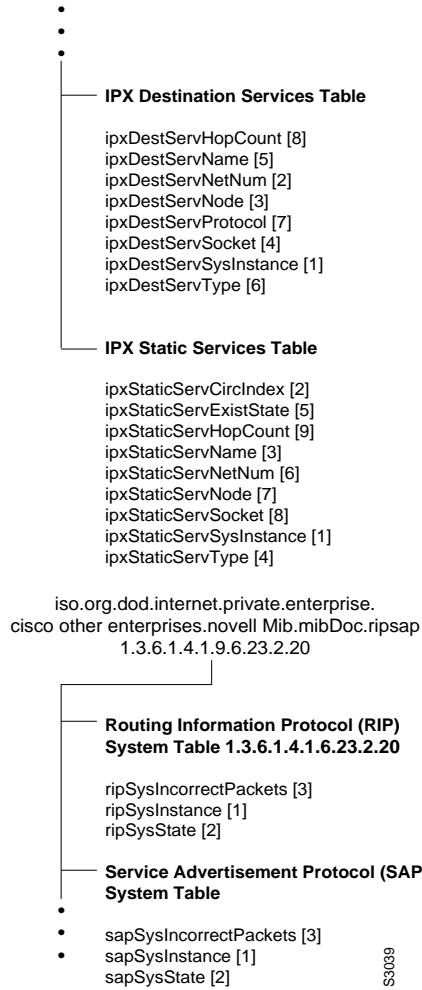 IPX Destination Services Table
ipxDestServHopCount [8]
ipxDestServName [5]
ipxDestServNetNum [2]
ipxDestServNode [3]
ipxDestServProtocol [7]
ipxDestServSocket [4]
ipxDestServSysInstance [1]
ipxDestServType [6]
IPX Static Services Table
ipxStaticServCircIndex [2]
ipxStaticServExistState [5]
ipxStaticServHopCount [9]
ipxStaticServName [3]
ipxStaticServNetNum [6]
ipxStaticServNode [7]
ipxStaticServSocket [8]
ipxStaticServSysInstance [1]
ipxStaticServType [4]
iso.org.dod.internet.private.enterprise.
cisco other enterprises.novell Mib.mibDoc.ripsap
1.3.6.1.4.1.9.6.23.2.20
Routing Information Protocol (RIP)
System Table 1.3.6.1.4.1.6.23.2.20
ripSysIncorrectPackets [3]
ripSysInstance [1]
ripSysState [2]
Service Advertisement Protocol (SAP
System Table
sapSysIncorrectPackets [3]
sapSysInstance [1]
sapSysState [2]
S3039